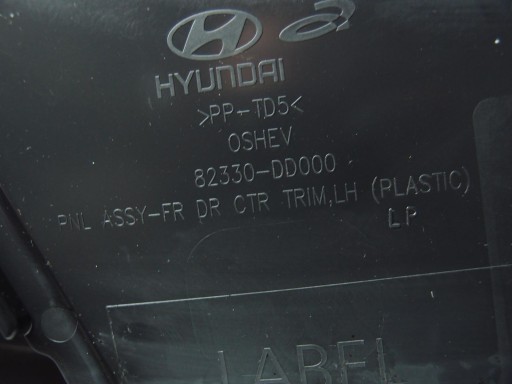 HYUNDAI
>PP-TD5<
OSHEV
82330-DD000
PNL ASSY-FR DR CTR TRIM,LH (PLASTIC)
LP
LABEL